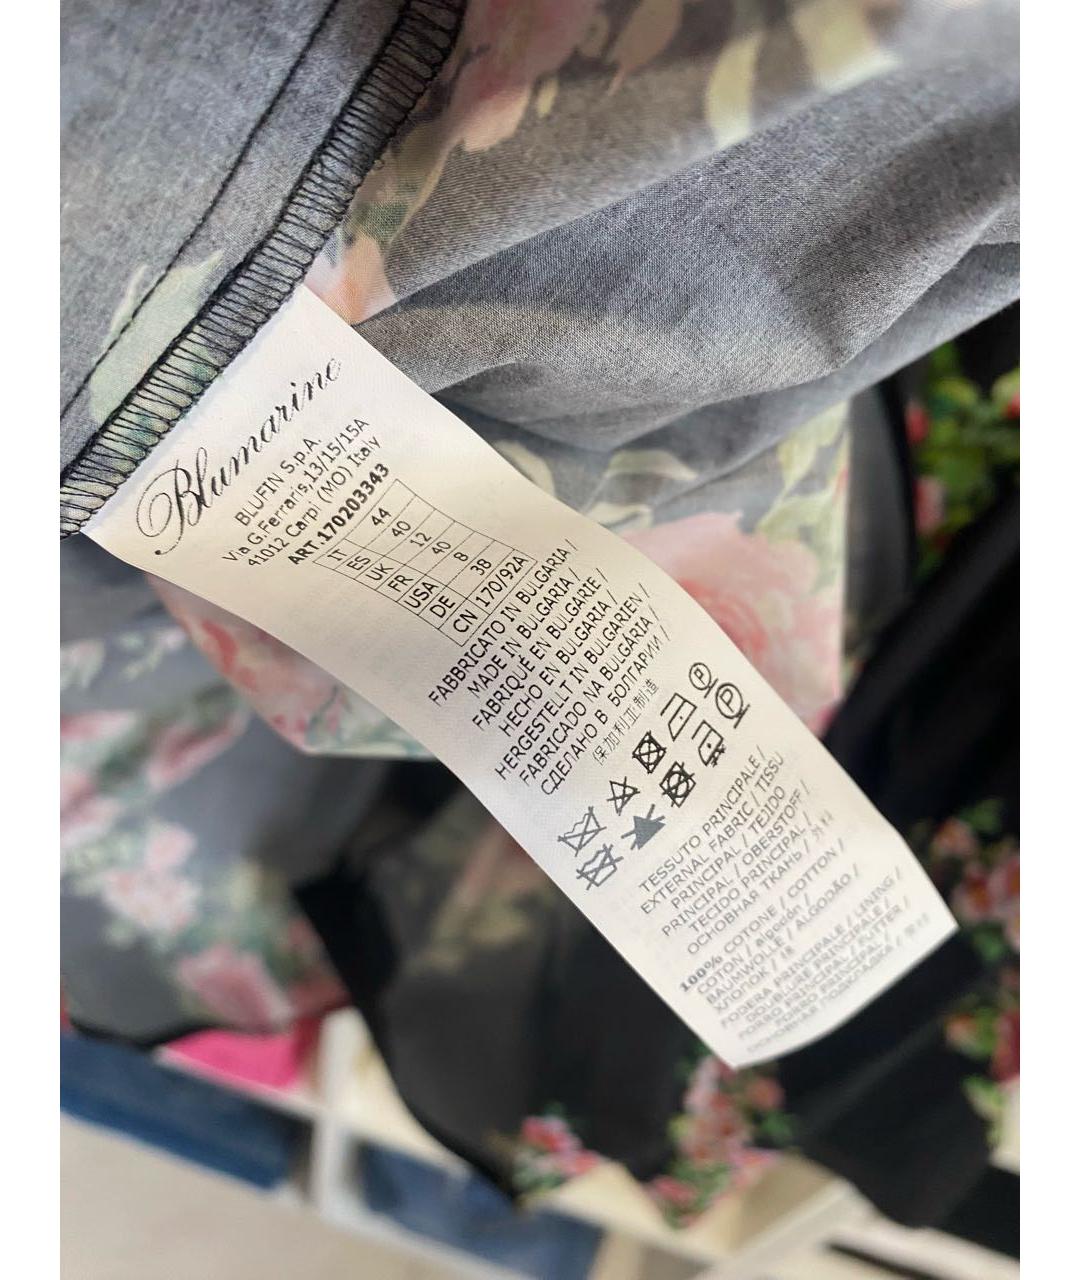 Blumarine
BLUFIN S.p.A
Via G.Ferraris,13/15/15A
41012 Carpi (MO) Italy
ART.170203343
IT 44
ES 40
UK 12
FR 40
USA 8
DE 38
CN 170/92A
FABBRICATO IN BULGARIA /
MADE IN BULGARIA /
FABRIQUÉ EN BULGARIE /
HECHO EN BULGARIA /
HERGESTELLT IN BULGARIEN /
FABRICADO NA BULGÁRIA /
СДЕЛАНО В БОЛГАРИИ /
保加利亚制造
P P
TESSUTO PRINCIPALE /
EXTERNAL FABRIC / TISSU
PRINCIPAL / TEJIDO
PRINCIPAL / OBERSTOFF /
TECIDO PRINCIPAL /
ОСНОВНАЯ ТКАНЬ /
100% COTONE / COTTON /
COTON / algodón /
BAUMWOLLE / ALGODÃO /
ХЛОПОК / 棉
FODERA PRINCIPALE / LINING /
DOUBLURE PRINCIPALE /
FORRO PRINCIPAL / FUTTER /
FORRO PRINCIPAL /